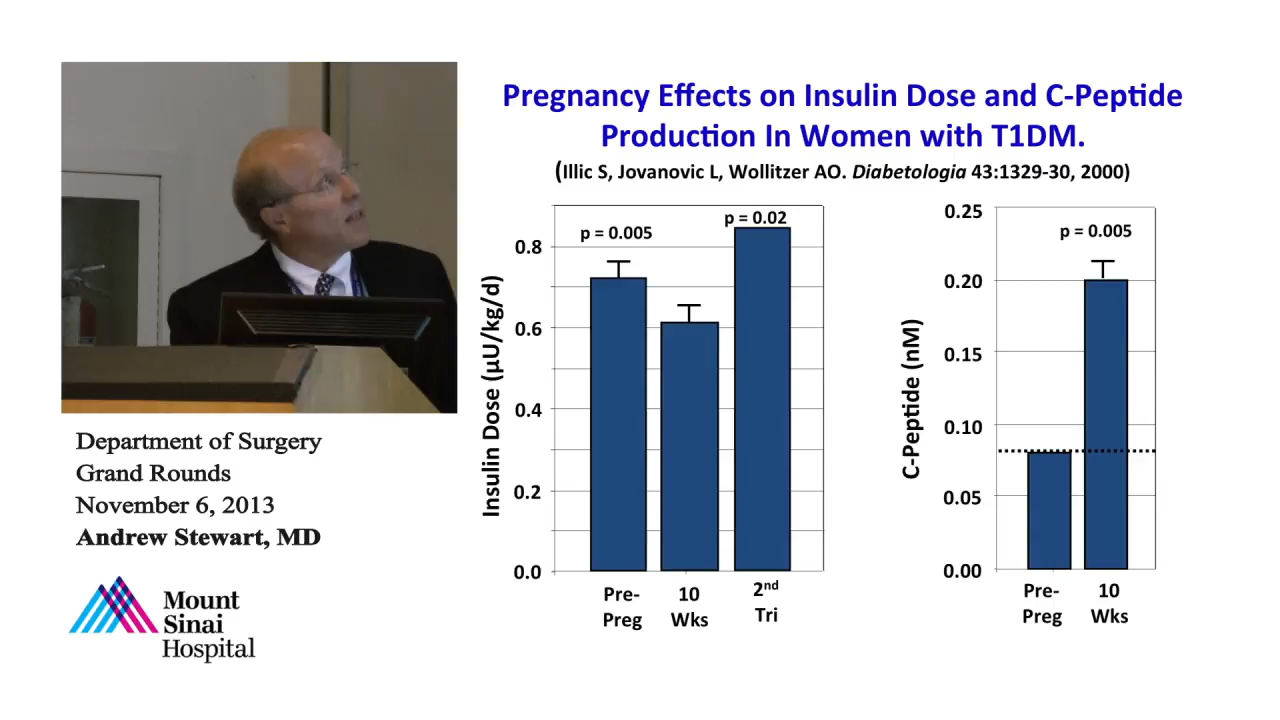 Pregnancy Effects on Insulin Dose and C-Peptide
Production In Women with T1DM.
(Illic S, Jovanovic L, Wollitzer AO. Diabetologia 43:1329-30, 2000)
Insulin Dose (µU/kg/d)
0.8
0.6
0.4
0.2
0.0
p = 0.005
p = 0.02
Pre-
Preg
10
Wks
2nd
Tri
C-Peptide (nM)
0.25
0.20
0.15
0.10
0.05
0.00
p = 0.005
Pre-
Preg
10
Wks
Department of Surgery
Grand Rounds
November 6, 2013
Andrew Stewart, MD
Mount
Sinai
Hospital